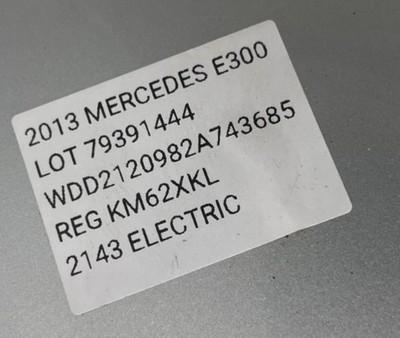 2013 MERCEDES E300
LOT 79391444
WDD2120982A743685
REG KM62XKL
2143 ELECTRIC